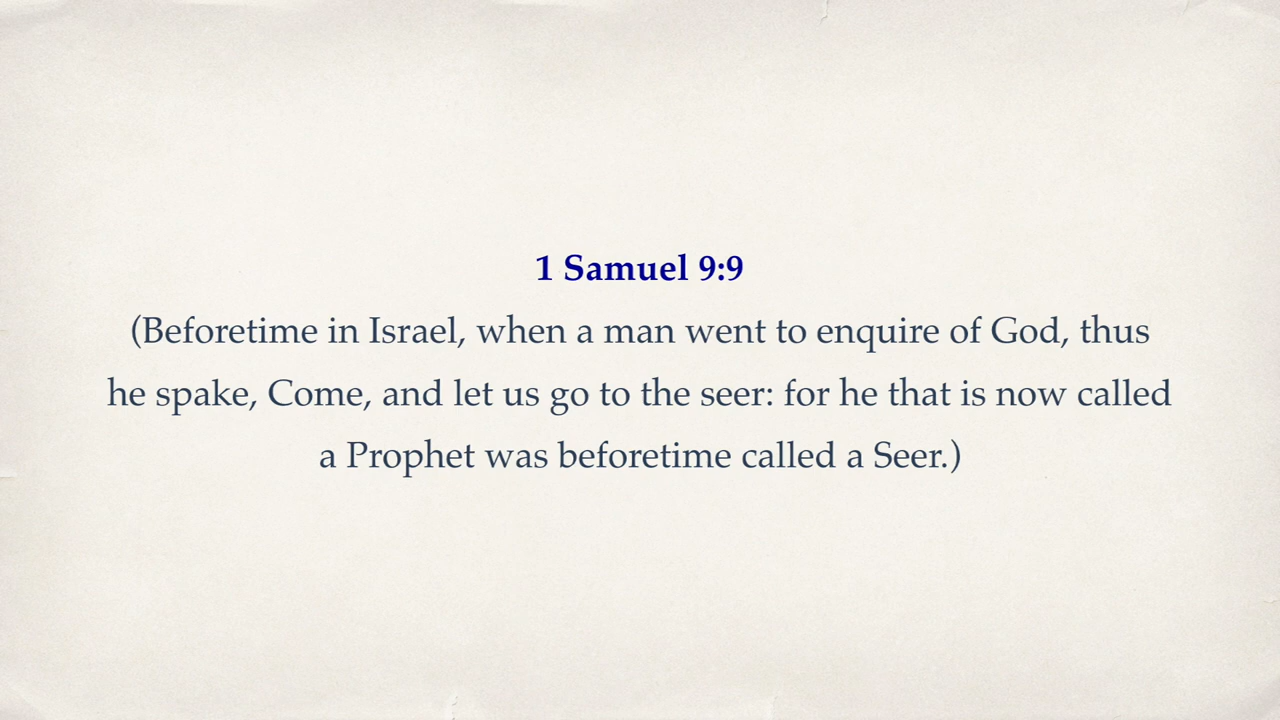 1 Samuel 9:9
(Beforetime in Israel, when a man went to enquire of God, thus
he spake, Come, and let us go to the seer: for he that is now called
a Prophet was beforetime called a Seer.)